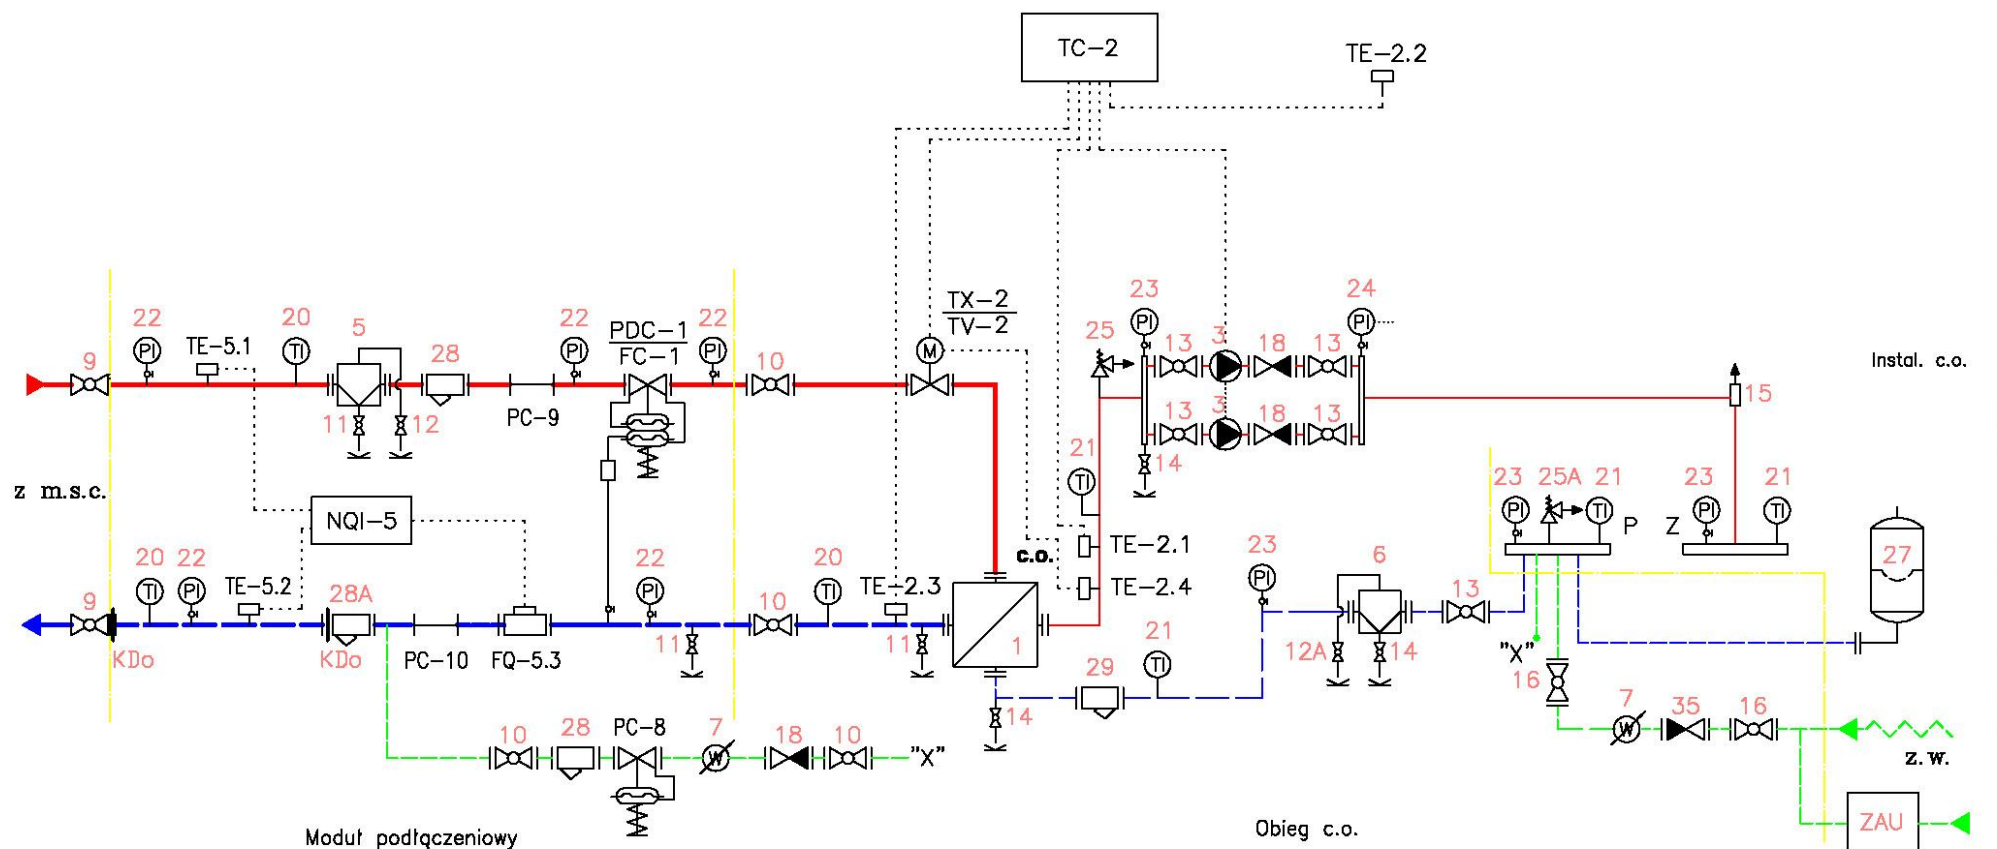 TC-2
TE-2.2
TX-2
TV-2
23
24
22
20
5
22
PDC-1
FC-1
22
25
13
3
18
13
9
TE-5.1
28
10
M
PI
PI
PI
TI
PI
PI
Instal. c.o.
11
12
PC-9
15
13
3
18
13
21
14
TI
23
25A
21
23
21
z m.s.c.
NQI-5
PI
TI
P
Z
PI
TI
c.o.
TE-2.1
27
20
22
TE-5.2
28A
22
20
TE-2.3
TE-2.4
23
6
TI
PI
PI
TI
PI
9
10
13
KDo
KDo
PC-10
FQ-5.3
11
11
1
21
12A
14
"X"
TI
29
16
14
10
28
PC-8
7
18
10
"X"
7
35
16
W
W
z.w.
Moduł podłączeniowy
Obieg c.o.
ZAU